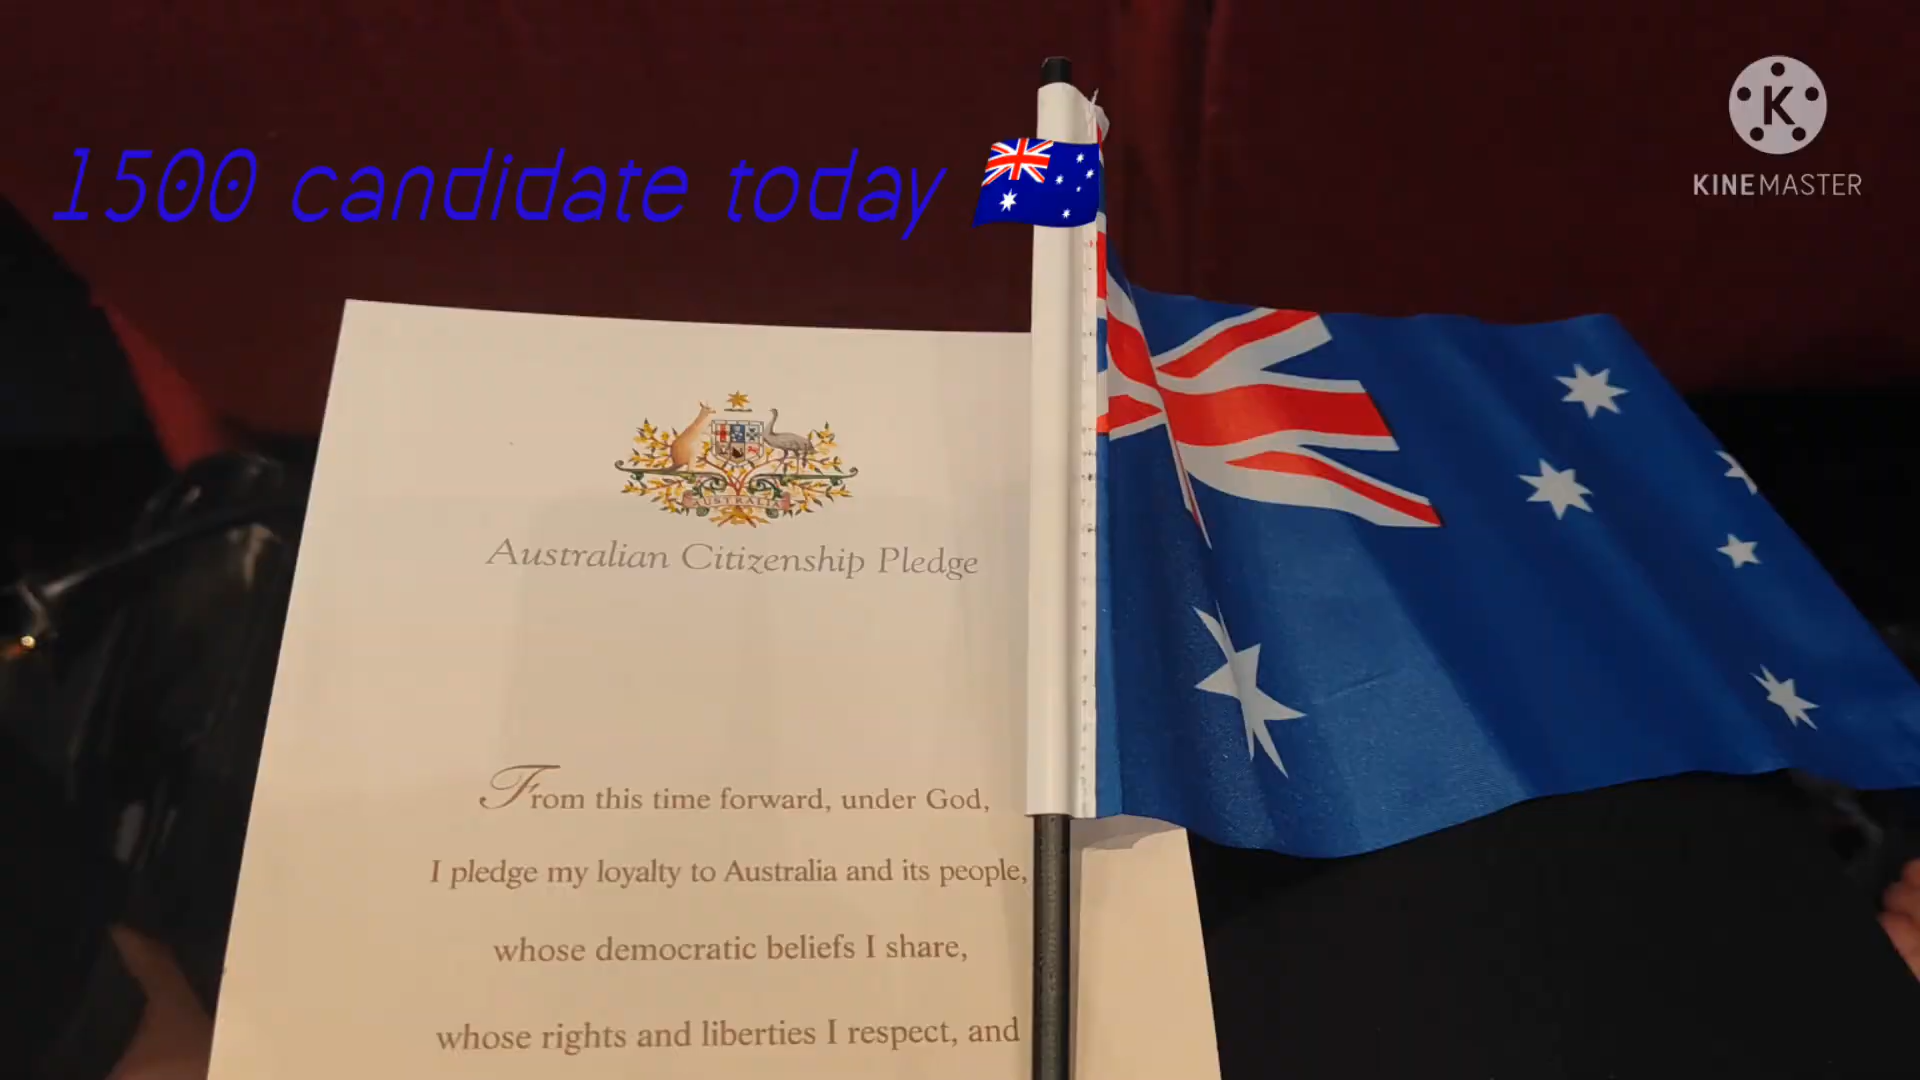 1500 candidate today
KINEMASTER
AUSTRALIA
Australian Citizenship Pledge
From this time forward, under God,
I pledge my loyalty to Australia and its people,
whose democratic beliefs I share,
whose rights and liberties I respect, and